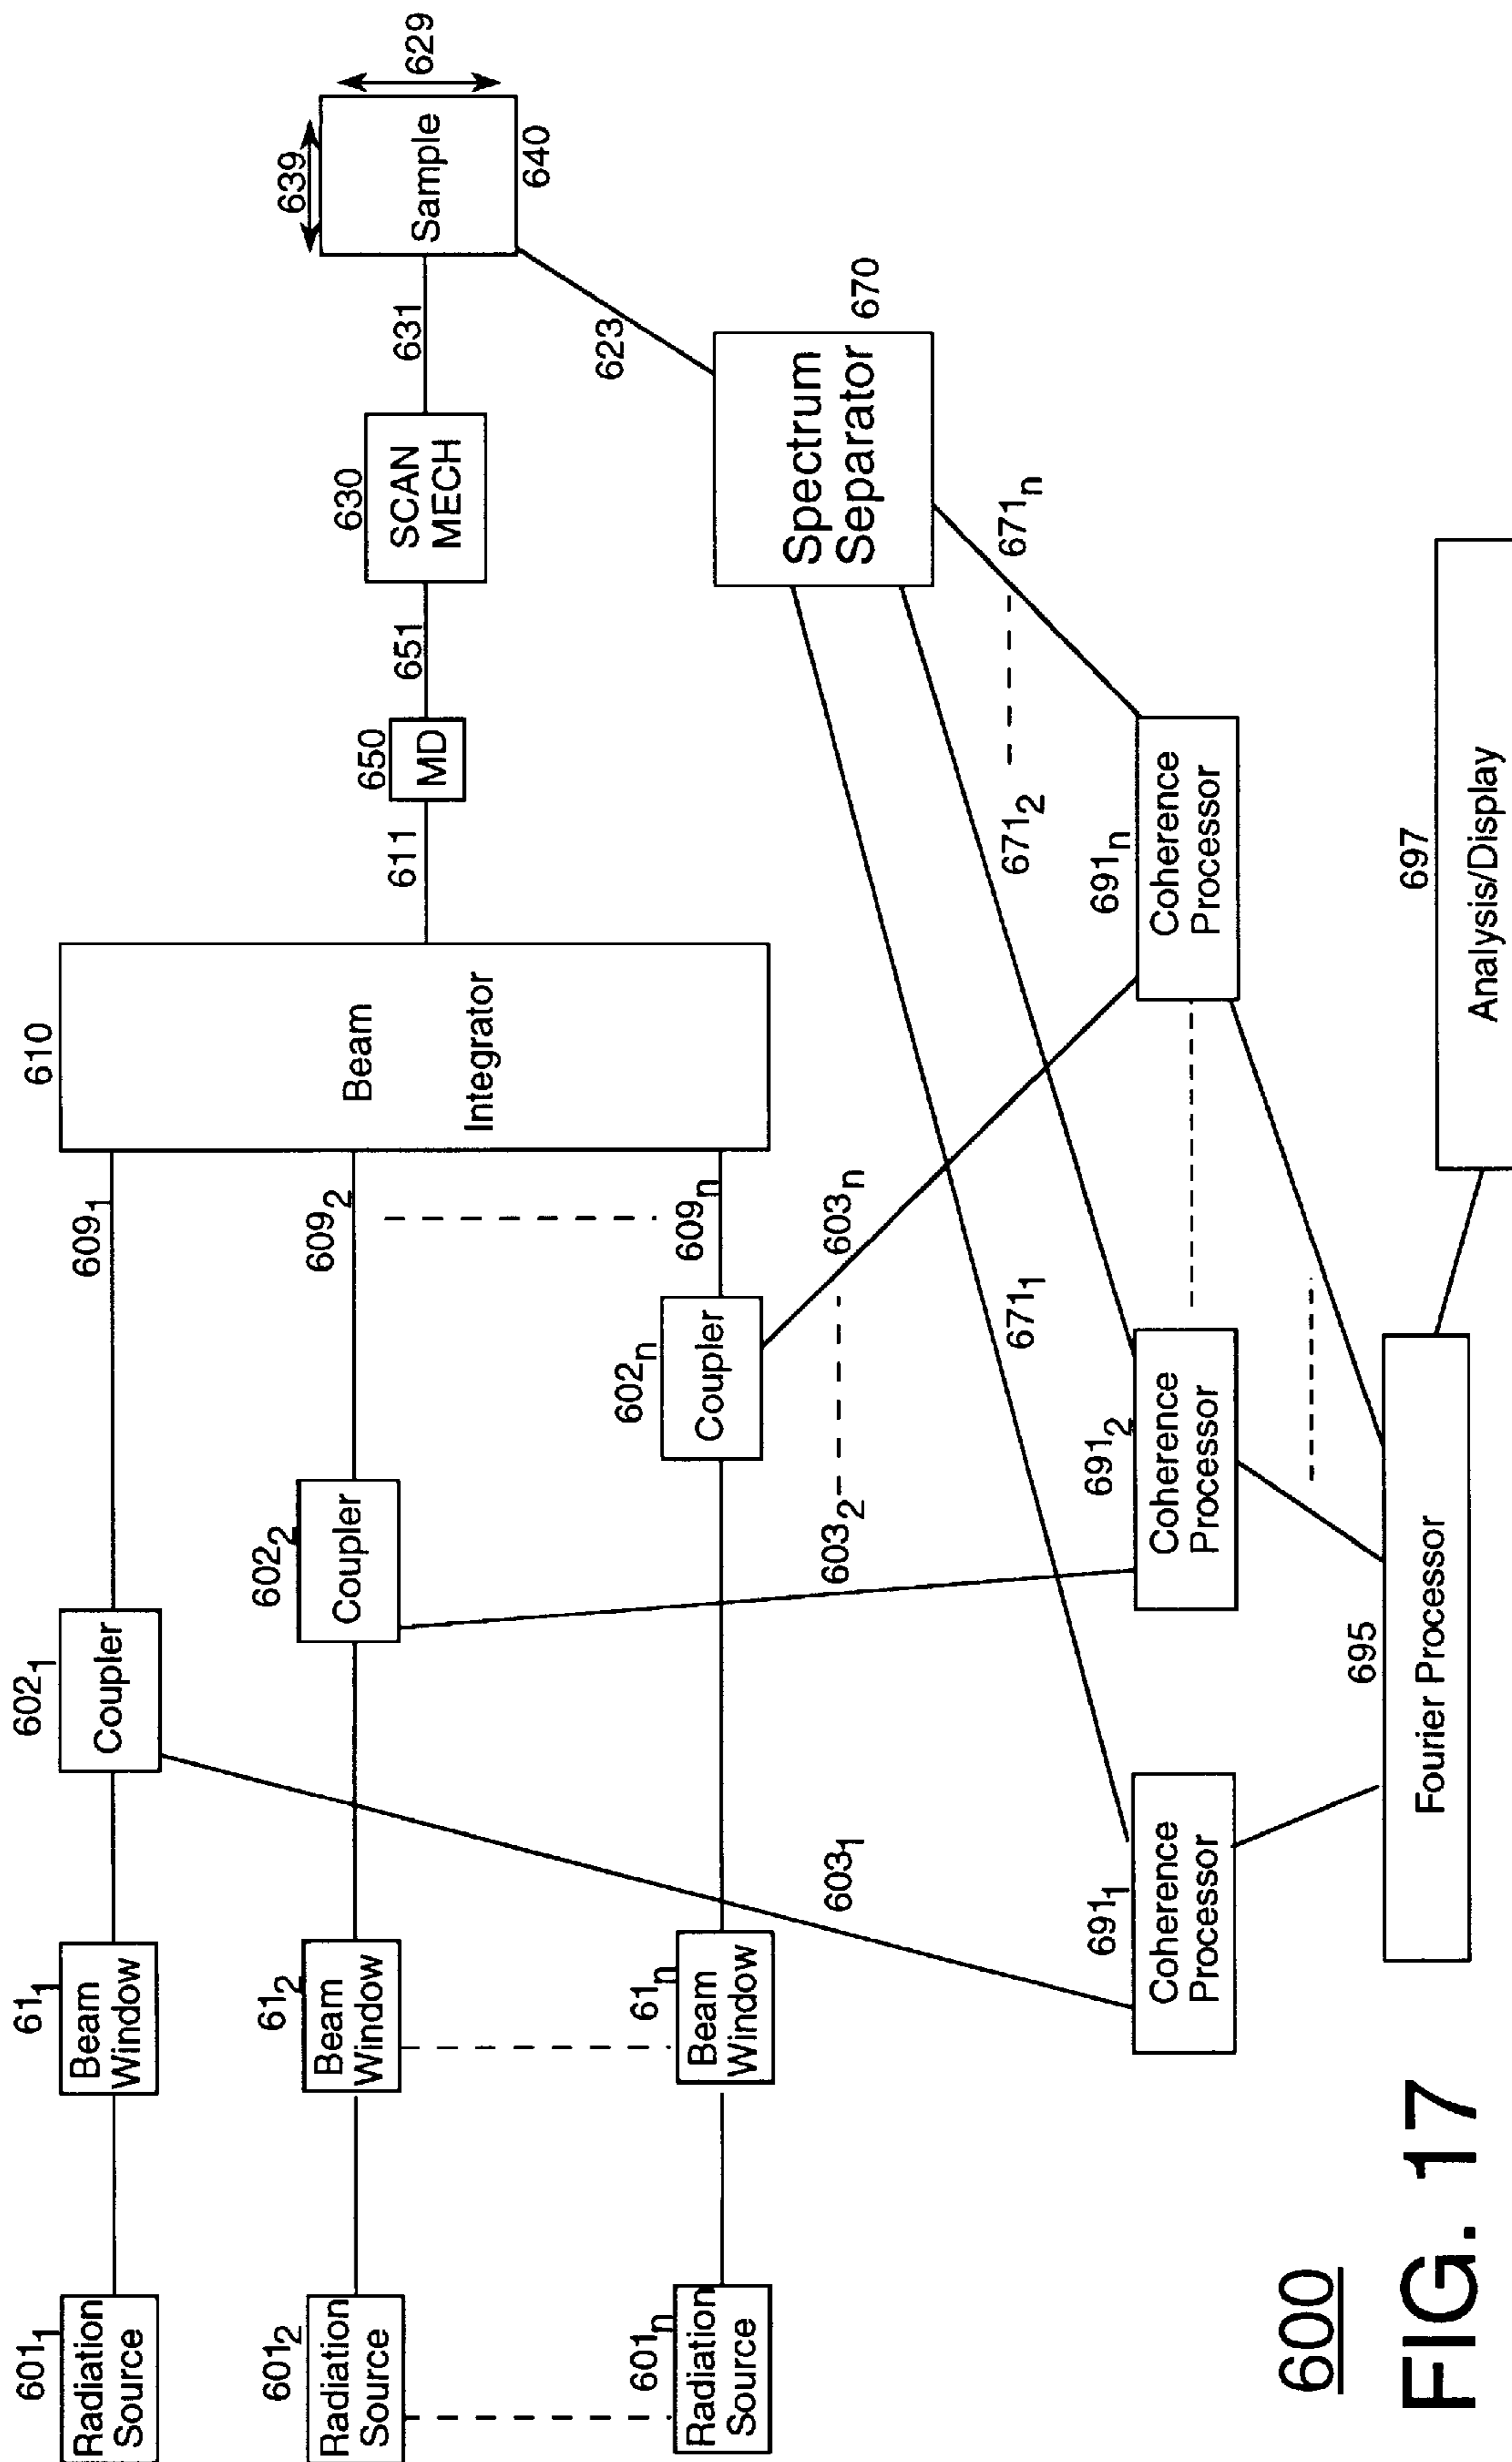 601₁
Radiation
Source
61₁
Beam
Window
602₁
Coupler
609₁
610
Beam
Integrator
601₂
Radiation
Source
61₂
Beam
Window
602₂
Coupler
609₂
601ₙ
Radiation
Source
61ₙ
Beam
Window
602ₙ
Coupler
609ₙ
611
650
MD
651
630
SCAN
MECH
631
639
Sample
629
640
623
Spectrum
Separator
670
603₁
603₂
603ₙ
671₁
671₂
671ₙ
691₁
Coherence
Processor
691₂
Coherence
Processor
691ₙ
Coherence
Processor
695
Fourier Processor
697
Analysis/Display
600
FIG. 17